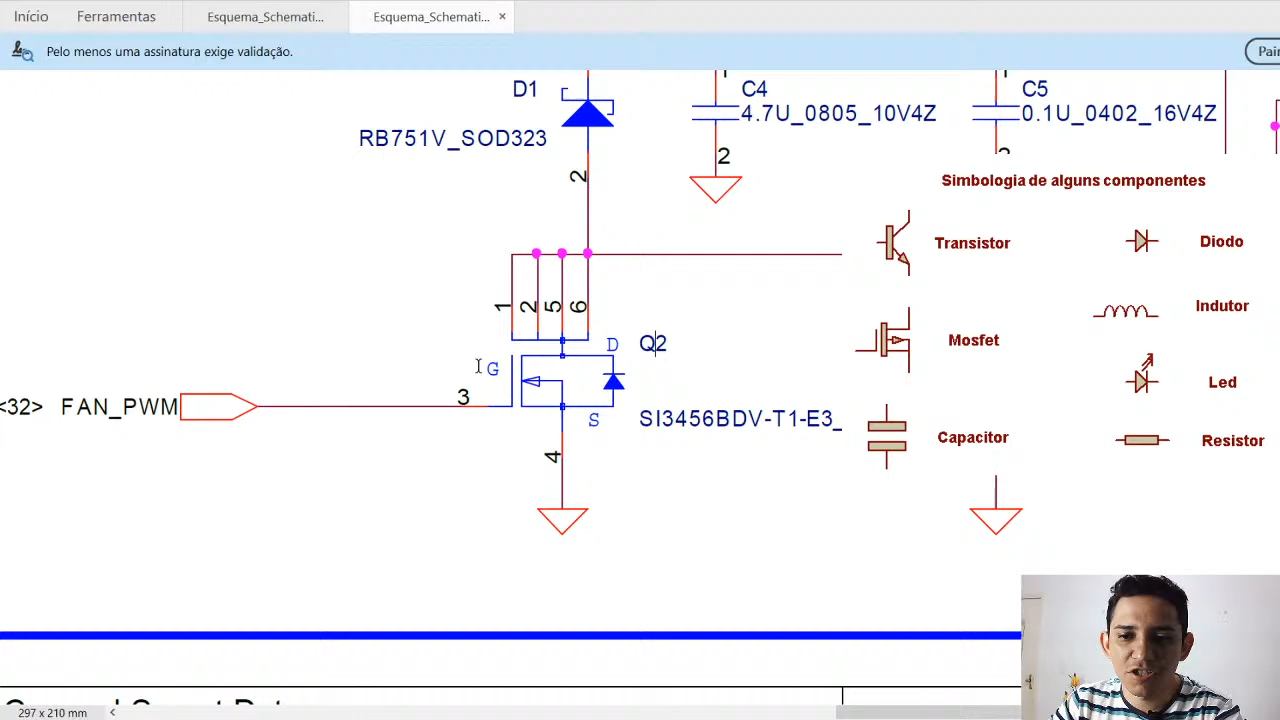 Início Ferramentas Esquema_Schemati... Esquema_Schemati... ×
Pelo menos uma assinatura exige validação.
D1
RB751V_SOD323
2
C4
4.7U_0805_10V4Z
2
C5
0.1U_0402_16V4Z
Simbologia de alguns componentes
Transistor
Diodo
Indutor
Mosfet
Led
Capacitor
Resistor
1 2 5 6
D Q2
G
3
<32> FAN_PWM
S
SI3456BDV-T1-E3_
4
297 x 210 mm